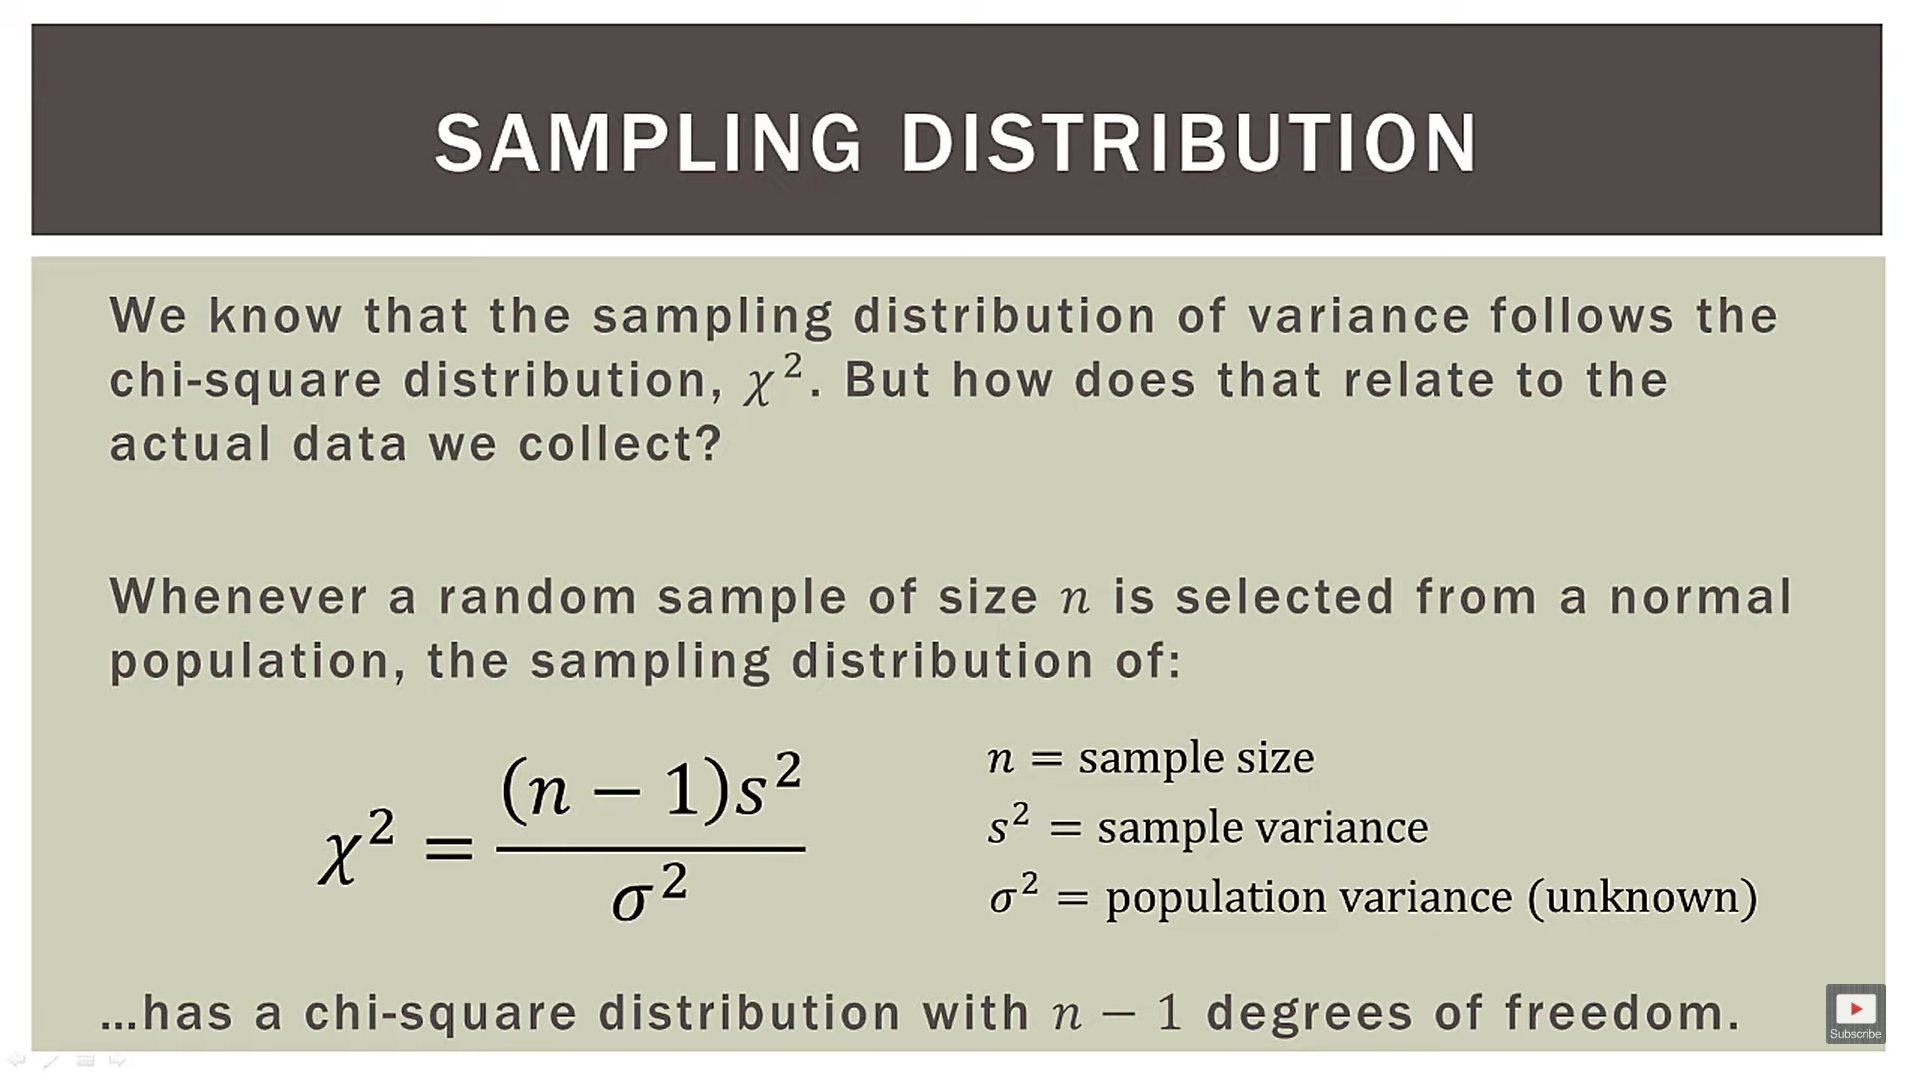 SAMPLING DISTRIBUTION
We know that the sampling distribution of variance follows the
chi-square distribution, χ². But how does that relate to the
actual data we collect?
Whenever a random sample of size n is selected from a normal
population, the sampling distribution of:
χ² = (n − 1)s² / σ²
n = sample size
s² = sample variance
σ² = population variance (unknown)
...has a chi-square distribution with n − 1 degrees of freedom.
Subscribe